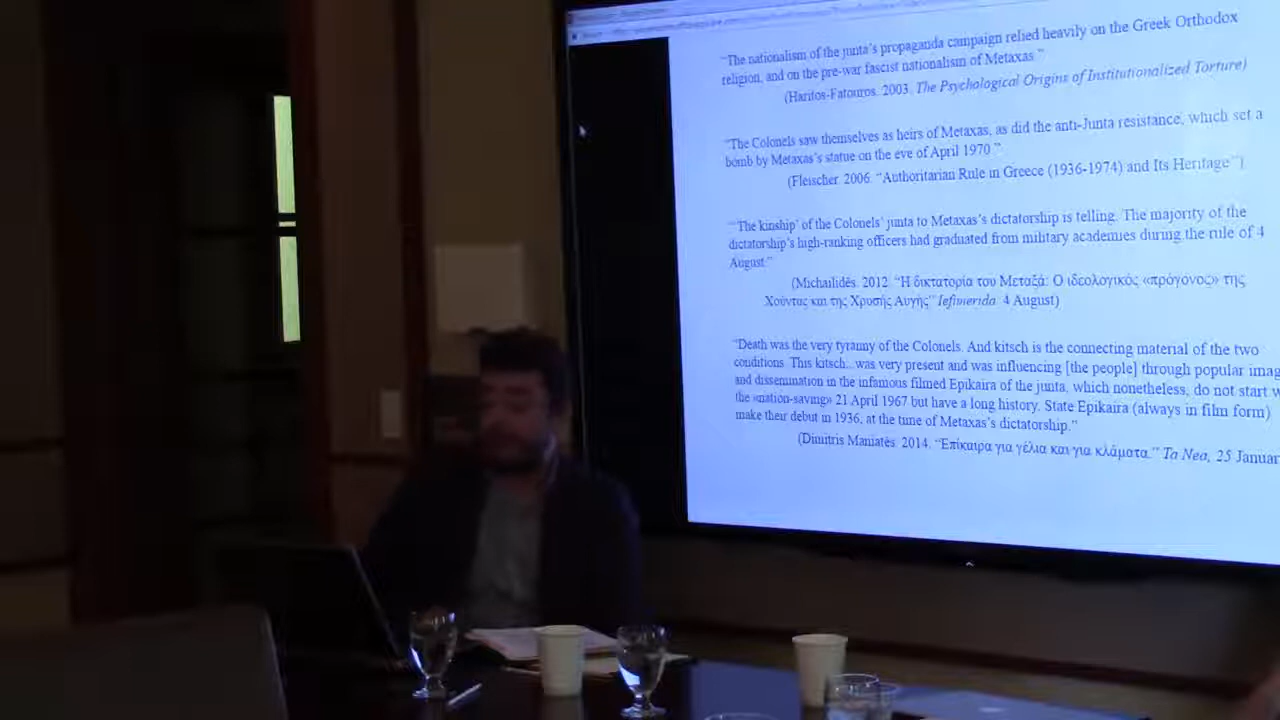 “The nationalism of the junta’s propaganda campaign relied heavily on the Greek Orthodox
religion, and on the pre-war fascist nationalism of Metaxas.”
(Haritos-Fatouros. 2003. The Psychological Origins of Institutionalized Torture)
“The Colonels saw themselves as heirs of Metaxas, as did the anti-Junta resistance, which set a
bomb by Metaxas’s statue on the eve of April 1970.”
(Fleischer. 2006. “Authoritarian Rule in Greece (1936-1974) and Its Heritage”)
“‘The kinship’ of the Colonels’ junta to Metaxas’s dictatorship is telling. The majority of the
dictatorship’s high-ranking officers had graduated from military academies during the rule of 4
August.”
(Michailidēs. 2012. “Η δικτατορία του Μεταξά: Ο ιδεολογικός «πρόγονος» της
Χούντας και της Χρυσής Αυγής” Iefimerida. 4 August)
“Death was the very tyranny of the Colonels. And kitsch is the connecting material of the two
conditions. This kitsch... was very present and was influencing [the people] through popular imag
and dissemination in the infamous filmed Epikaira of the junta, which nonetheless, do not start w
the «nation-saving» 21 April 1967 but have a long history. State Epikaira (always in film form)
make their debut in 1936, at the time of Metaxas’s dictatorship.”
(Dimitris Maniatēs. 2014. “Επίκαιρα για γέλια και για κλάματα.” Ta Nea, 25 Januar